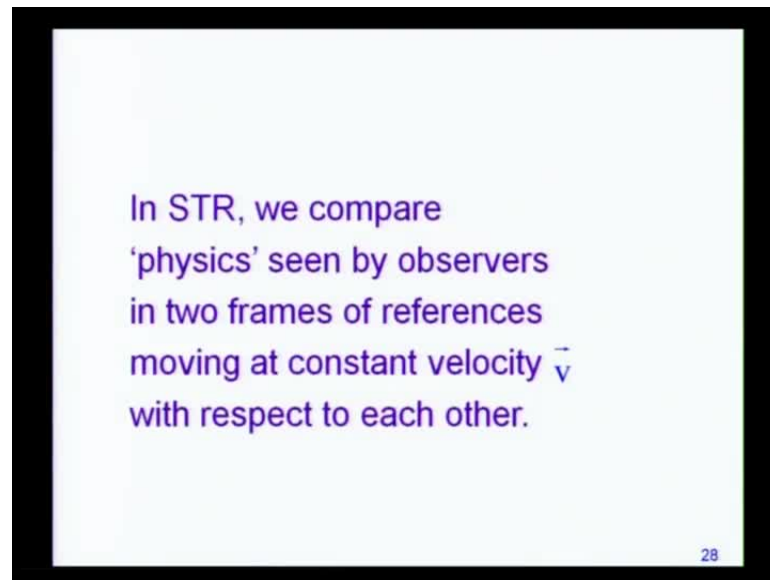 In STR, we compare
‘physics’ seen by observers
in two frames of references
moving at constant velocity v⃗
with respect to each other.
28